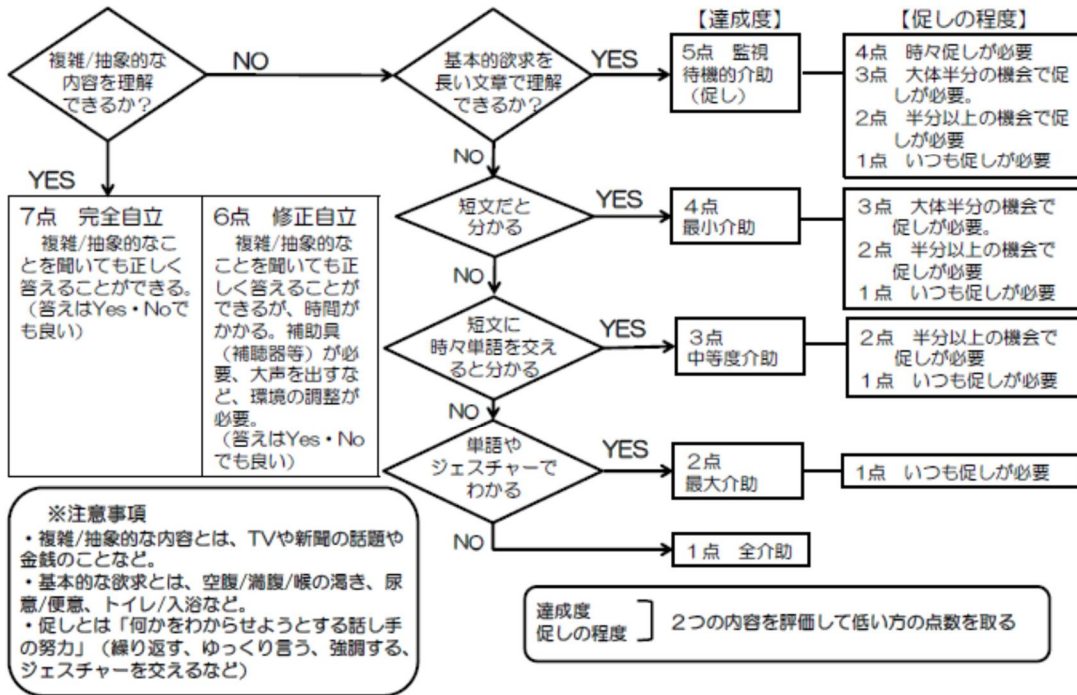 複雑/抽象的な
内容を理解
できるか?
NO
基本的欲求を
長い文章で理解
できるか?
YES
【達成度】
5点 監視
待機的介助
(促し)
【促しの程度】
4点 時々促しが必要
3点 大体半分の機会で促
しが必要。
2点 半分以上の機会で促
しが必要
1点 いつも促しが必要
YES
7点 完全自立
複雑/抽象的なこ
とを聞いても正しく
答えることができる。
(答えはYes・Noで
も良い)
6点 修正自立
複雑/抽象的な
ことを聞いても正
しく答えることが
できるが、時間が
かかる。補助具
(補聴器等)が必
要、大声を出すな
ど、環境の調整が
必要。
(答えはYes・No
でも良い)
NO
短文だと
分かる
YES
4点
最小介助
3点 大体半分の機会で
促しが必要。
2点 半分以上の機会で
促しが必要
1点 いつも促しが必要
NO
短文に
時々単語を交え
ると分かる
YES
3点
中等度介助
2点 半分以上の機会で
促しが必要
1点 いつも促しが必要
NO
単語や
ジェスチャーで
わかる
YES
2点
最大介助
1点 いつも促しが必要
NO
1点 全介助
※注意事項
・複雑/抽象的な内容とは、TVや新聞の話題や
金銭のことなど。
・基本的な欲求とは、空腹/満腹/喉の渇き、尿
意/便意、トイレ/入浴など。
・促しとは「何かをわからせようとする話し手
の努力」(繰り返す、ゆっくり言う、強調する、
ジェスチャーを交えるなど)
達成度
促しの程度
2つの内容を評価して低い方の点数を取る